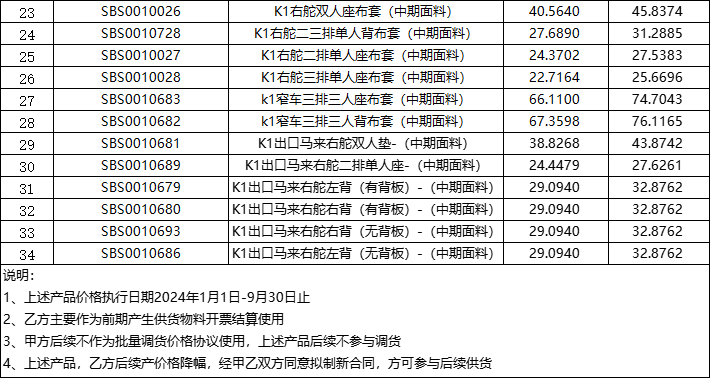 23 SBS0010026 K1右舵双人座布套（中期面料） 40.5640 45.8374
24 SBS0010728 K1右舵二三排单人背布套（中期面料） 27.6890 31.2885
25 SBS0010027 K1右舵二排单人座布套（中期面料） 24.3702 27.5383
26 SBS0010028 K1右舵三排单人座布套（中期面料） 22.7164 25.6696
27 SBS0010683 k1窄车三排三人座布套（中期面料） 66.1100 74.7043
28 SBS0010682 k1窄车三排三人背布套（中期面料） 67.3598 76.1165
29 SBS0010681 K1出口马来右舵双人垫-（中期面料） 38.8268 43.8742
30 SBS0010689 K1出口马来右舵二排单人座-（中期面料） 24.4479 27.6261
31 SBS0010679 K1出口马来右舵左背（有背板）-（中期面料） 29.0940 32.8762
32 SBS0010680 K1出口马来右舵右背（有背板）-（中期面料） 29.0940 32.8762
33 SBS0010693 K1出口马来右舵右背（无背板）-（中期面料） 29.0940 32.8762
34 SBS0010686 K1出口马来右舵左背（无背板）-（中期面料） 29.0940 32.8762
说明：
1、上述产品价格执行日期2024年1月1日-9月30日止
2、乙方主要作为前期产生供货物料开票结算使用
3、甲方后续不作为批量调货价格协议使用，上述产品后续不参与调货
4、上述产品，乙方后续产价格降幅，经甲乙双方同意拟制新合同，方可参与后续供货